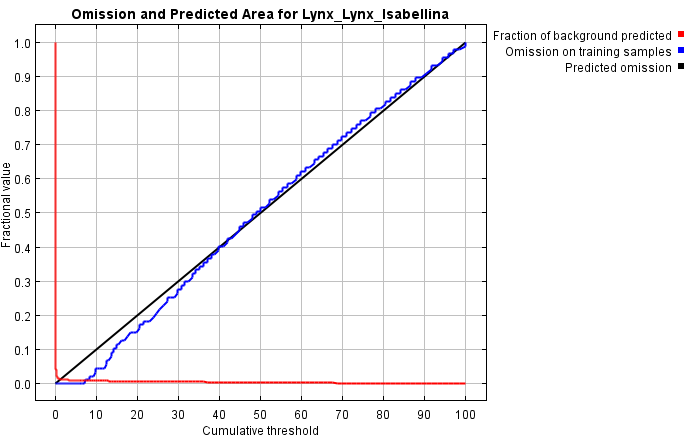 Omission and Predicted Area for Lynx_Lynx_Isabellina
Fraction of background predicted
Omission on training samples
Predicted omission
Fractional value
1.0
0.9
0.8
0.7
0.6
0.5
0.4
0.3
0.2
0.1
0.0
0 10 20 30 40 50 60 70 80 90 100
Cumulative threshold